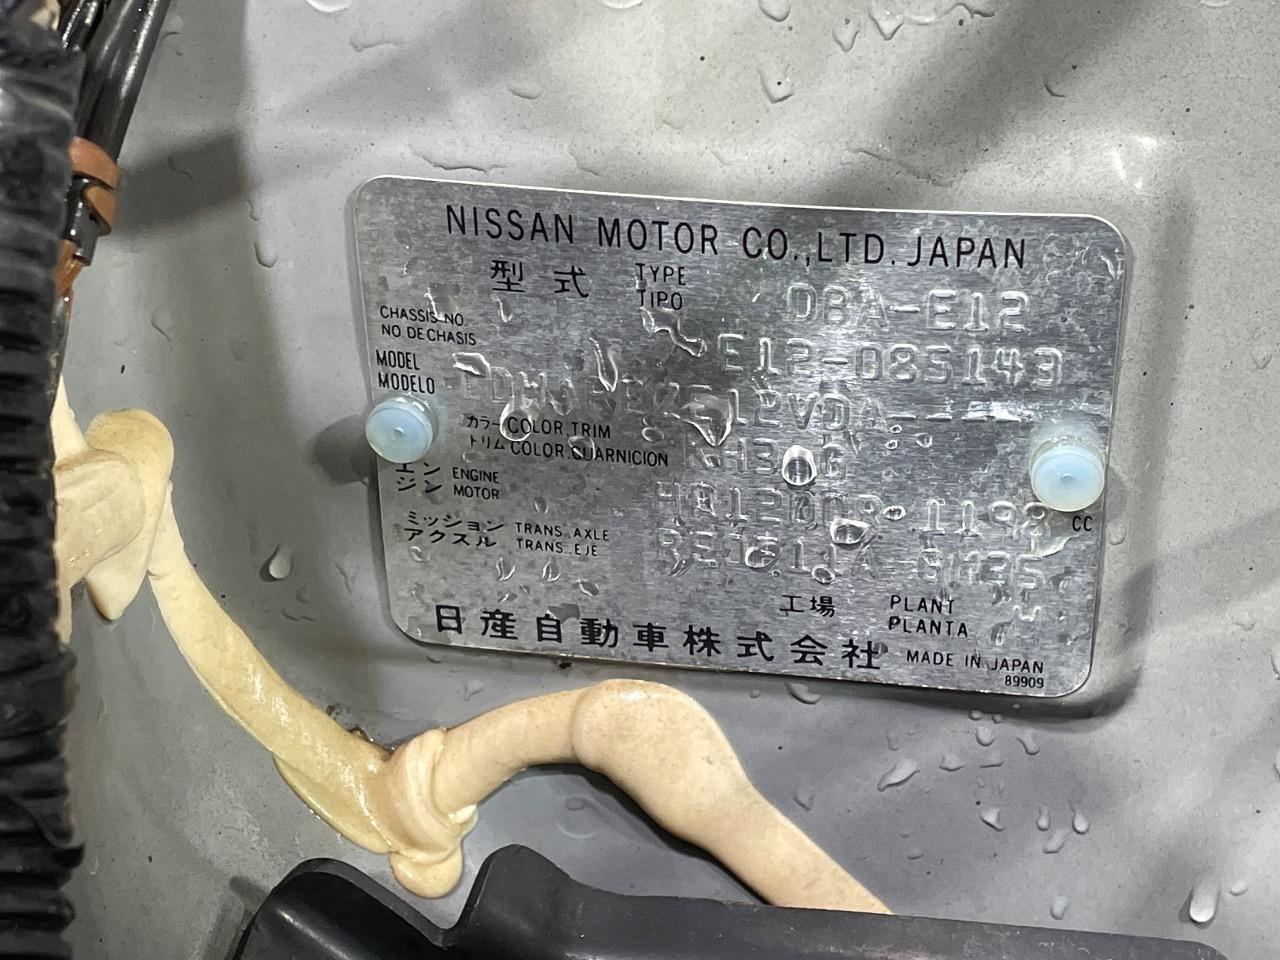 NISSAN MOTOR CO.,LTD. JAPAN
型式 TYPE TIPO DBA-E12
CHASSIS NO
NO DE CHASIS E12-085143
MODEL
MODELO
カラー COLOR, TRIM
トリム COLOR, GUARNICION
エン ENGINE
ジン MOTOR
CC
ミッション TRANS. AXLE
アクスル TRANS. EJE
工場 PLANT
PLANTA
日産自動車株式会社 MADE IN JAPAN
89909